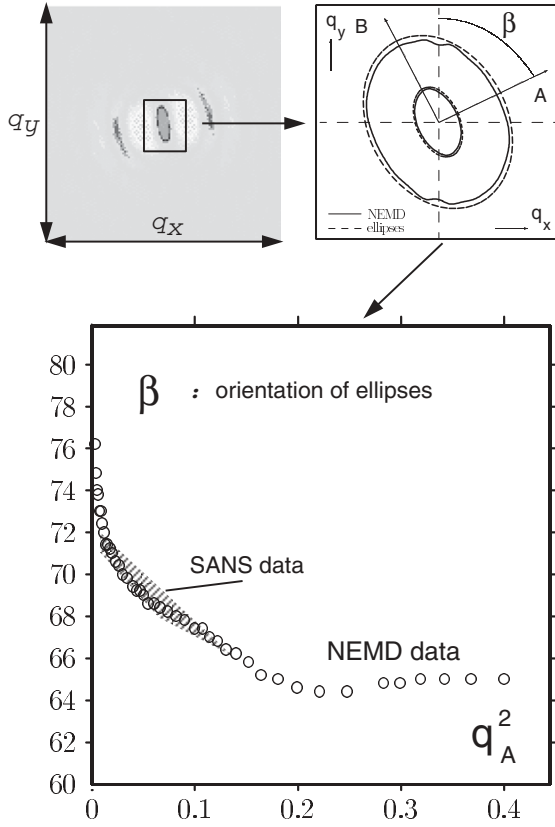 q_y
q_x
q_y
B
β
A
NEMD
ellipses
q_x
80
78
76
74
72
70
68
66
64
62
60
β : orientation of ellipses
SANS data
NEMD data
q_A^2
0
0.1
0.2
0.3
0.4